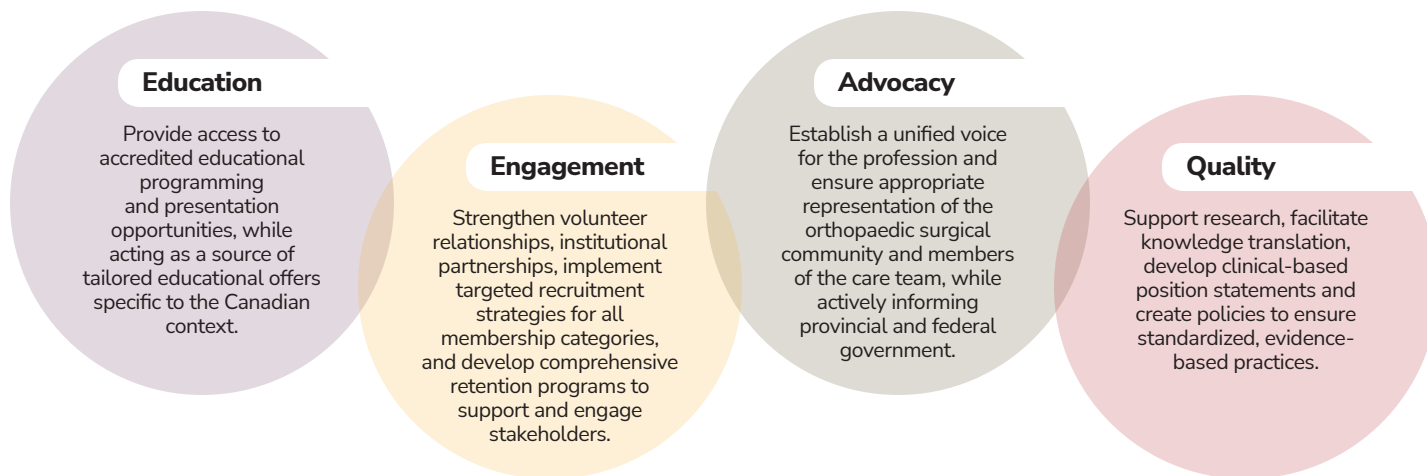 Education
Provide access to
accredited educational
programming
and presentation
opportunities, while
acting as a source of
tailored educational offers
specific to the Canadian
context.
Engagement
Strengthen volunteer
relationships, institutional
partnerships, implement
targeted recruitment
strategies for all
membership categories,
and develop comprehensive
retention programs to
support and engage
stakeholders.
Advocacy
Establish a unified voice
for the profession and
ensure appropriate
representation of the
orthopaedic surgical
community and members
of the care team, while
actively informing
provincial and federal
government.
Quality
Support research, facilitate
knowledge translation,
develop clinical-based
position statements and
create policies to ensure
standardized, evidence-
based practices.